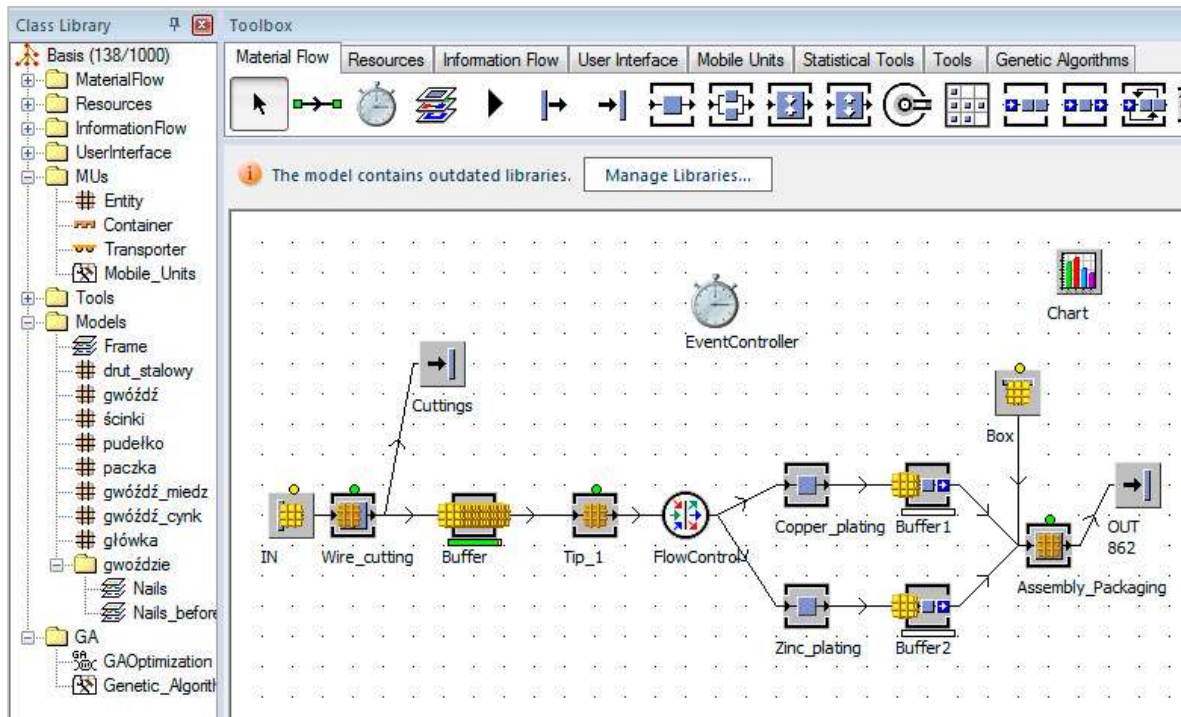 Class Library
Toolbox
Basis (138/1000)
MaterialFlow
Resources
InformationFlow
UserInterface
MUs
Entity
Container
Transporter
Mobile_Units
Tools
Models
Frame
drut_stalowy
gwóźdź
ścinki
pudełko
paczka
gwóźdź_miedz
gwóźdź_cynk
główka
gwoździe
Nails
Nails_before
GA
GAOptimization
Genetic_Algorith
Material Flow
Resources
Information Flow
User Interface
Mobile Units
Statistical Tools
Tools
Genetic Algorithms
The model contains outdated libraries.
Manage Libraries...
EventController
Chart
Cuttings
Box
IN
Wire_cutting
Buffer
Tip_1
FlowControl
Copper_plating
Buffer1
OUT
862
Assembly_Packaging
Zinc_plating
Buffer2